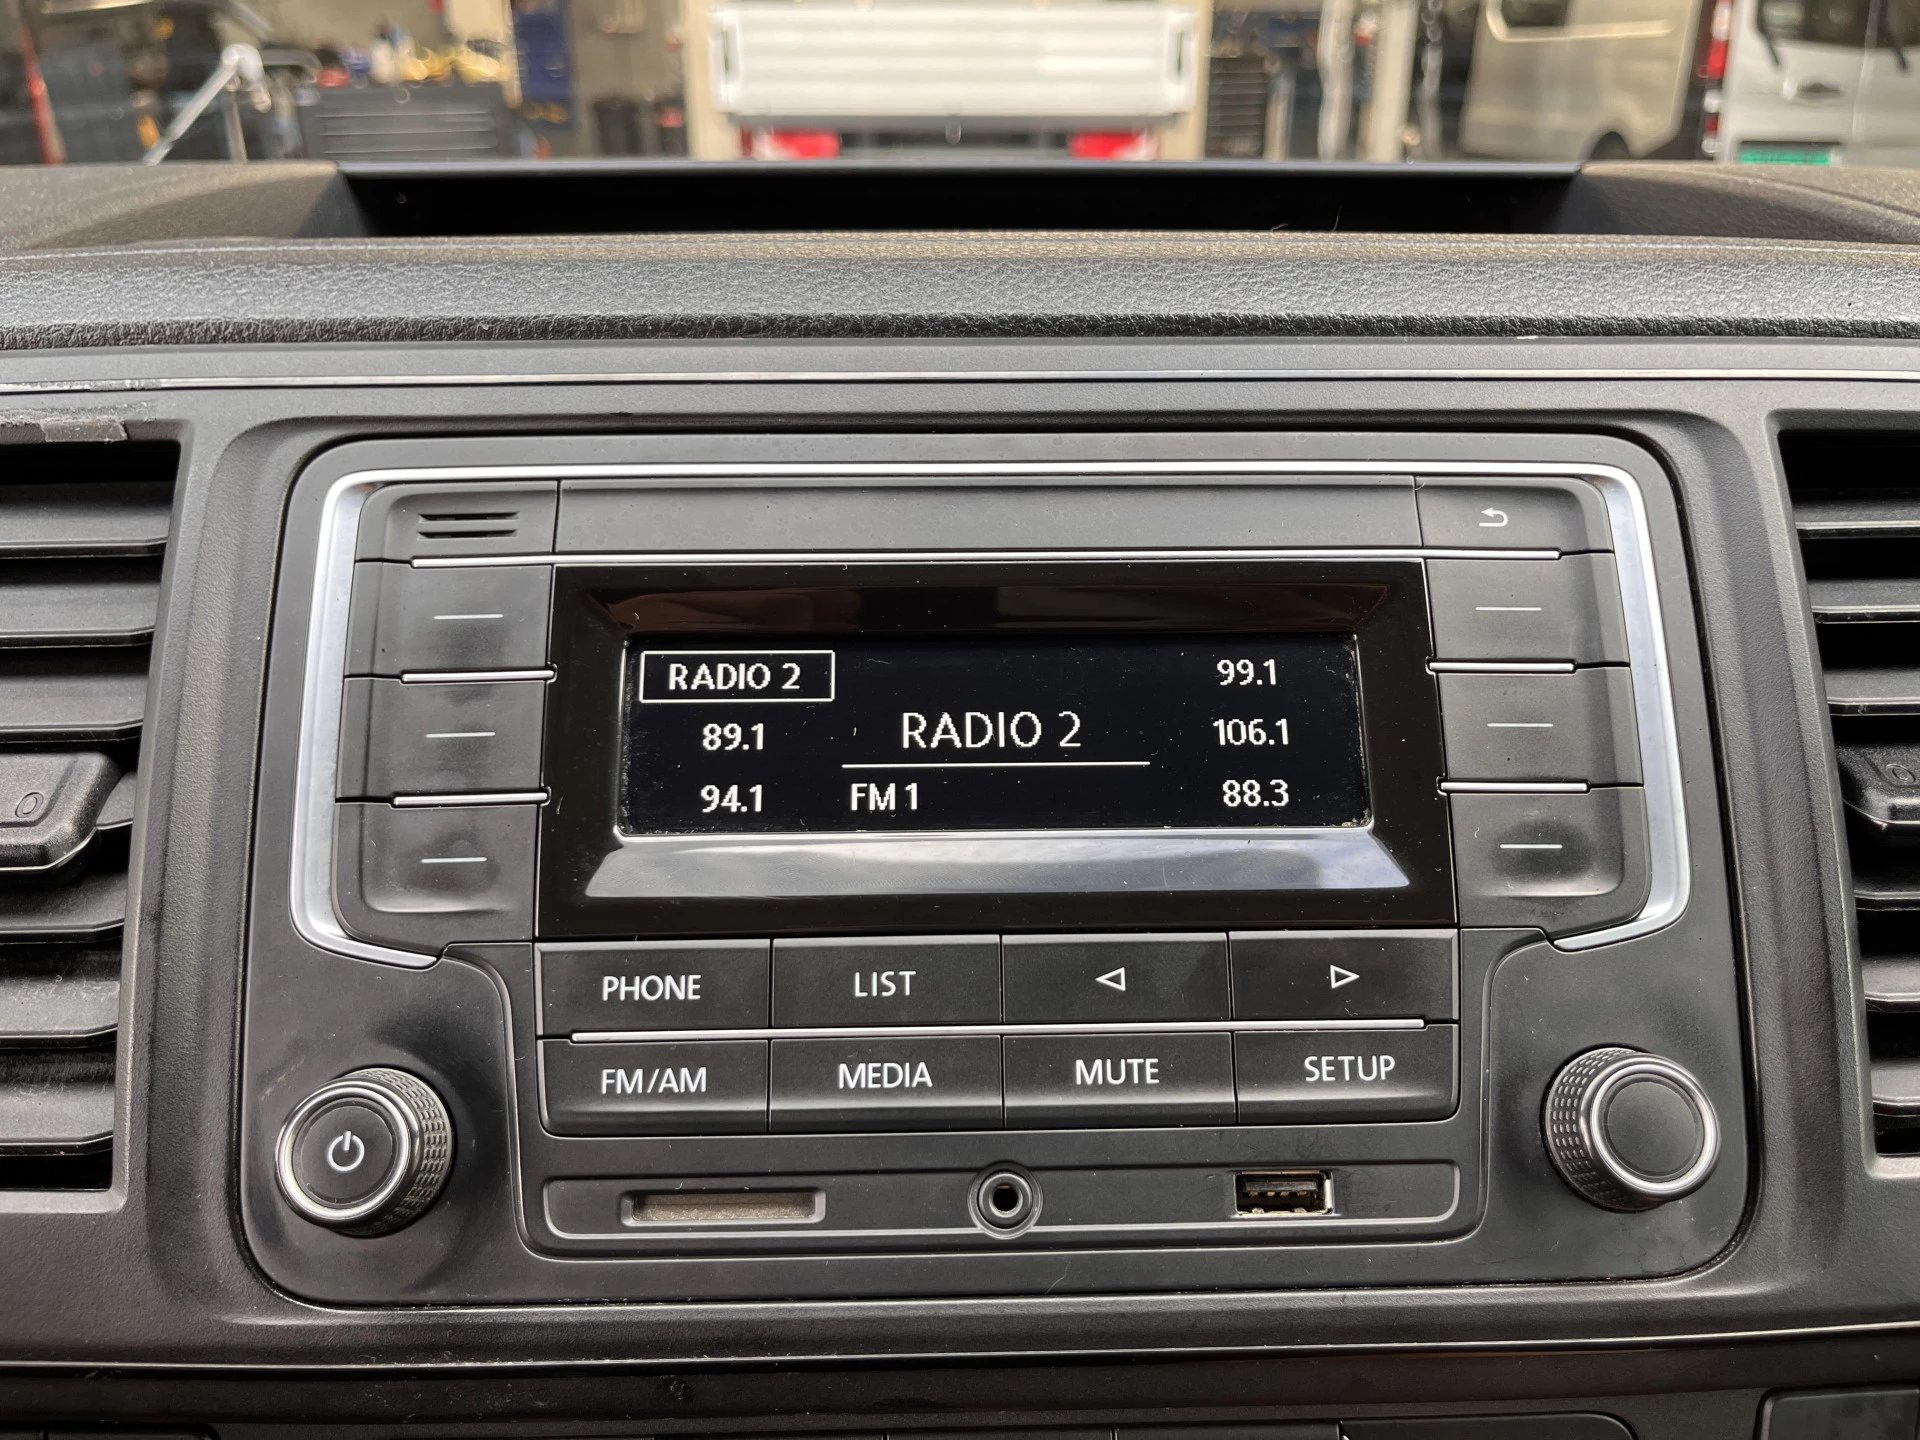 RADIO 2
89.1
94.1
RADIO 2
FM 1
99.1
106.1
88.3
PHONE
LIST
FM/AM
MEDIA
MUTE
SETUP